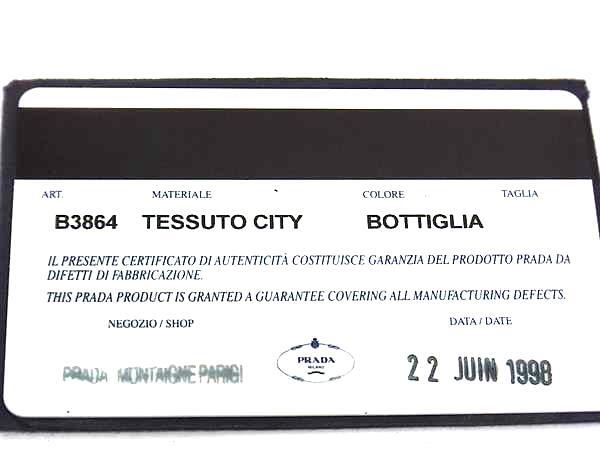 ART. MATERIALE COLORE TAGLIA
B3864 TESSUTO CITY BOTTIGLIA
IL PRESENTE CERTIFICATO DI AUTENTICITÀ COSTITUISCE GARANZIA DEL PRODOTTO PRADA DA
DIFETTI DI FABBRICAZIONE.
THIS PRADA PRODUCT IS GRANTED A GUARANTEE COVERING ALL MANUFACTURING DEFECTS.
NEGOZIO / SHOP DATA / DATE
PRADA MONTAIGNE PARIGI
PRADA
MILANO
22 JUIN 1998